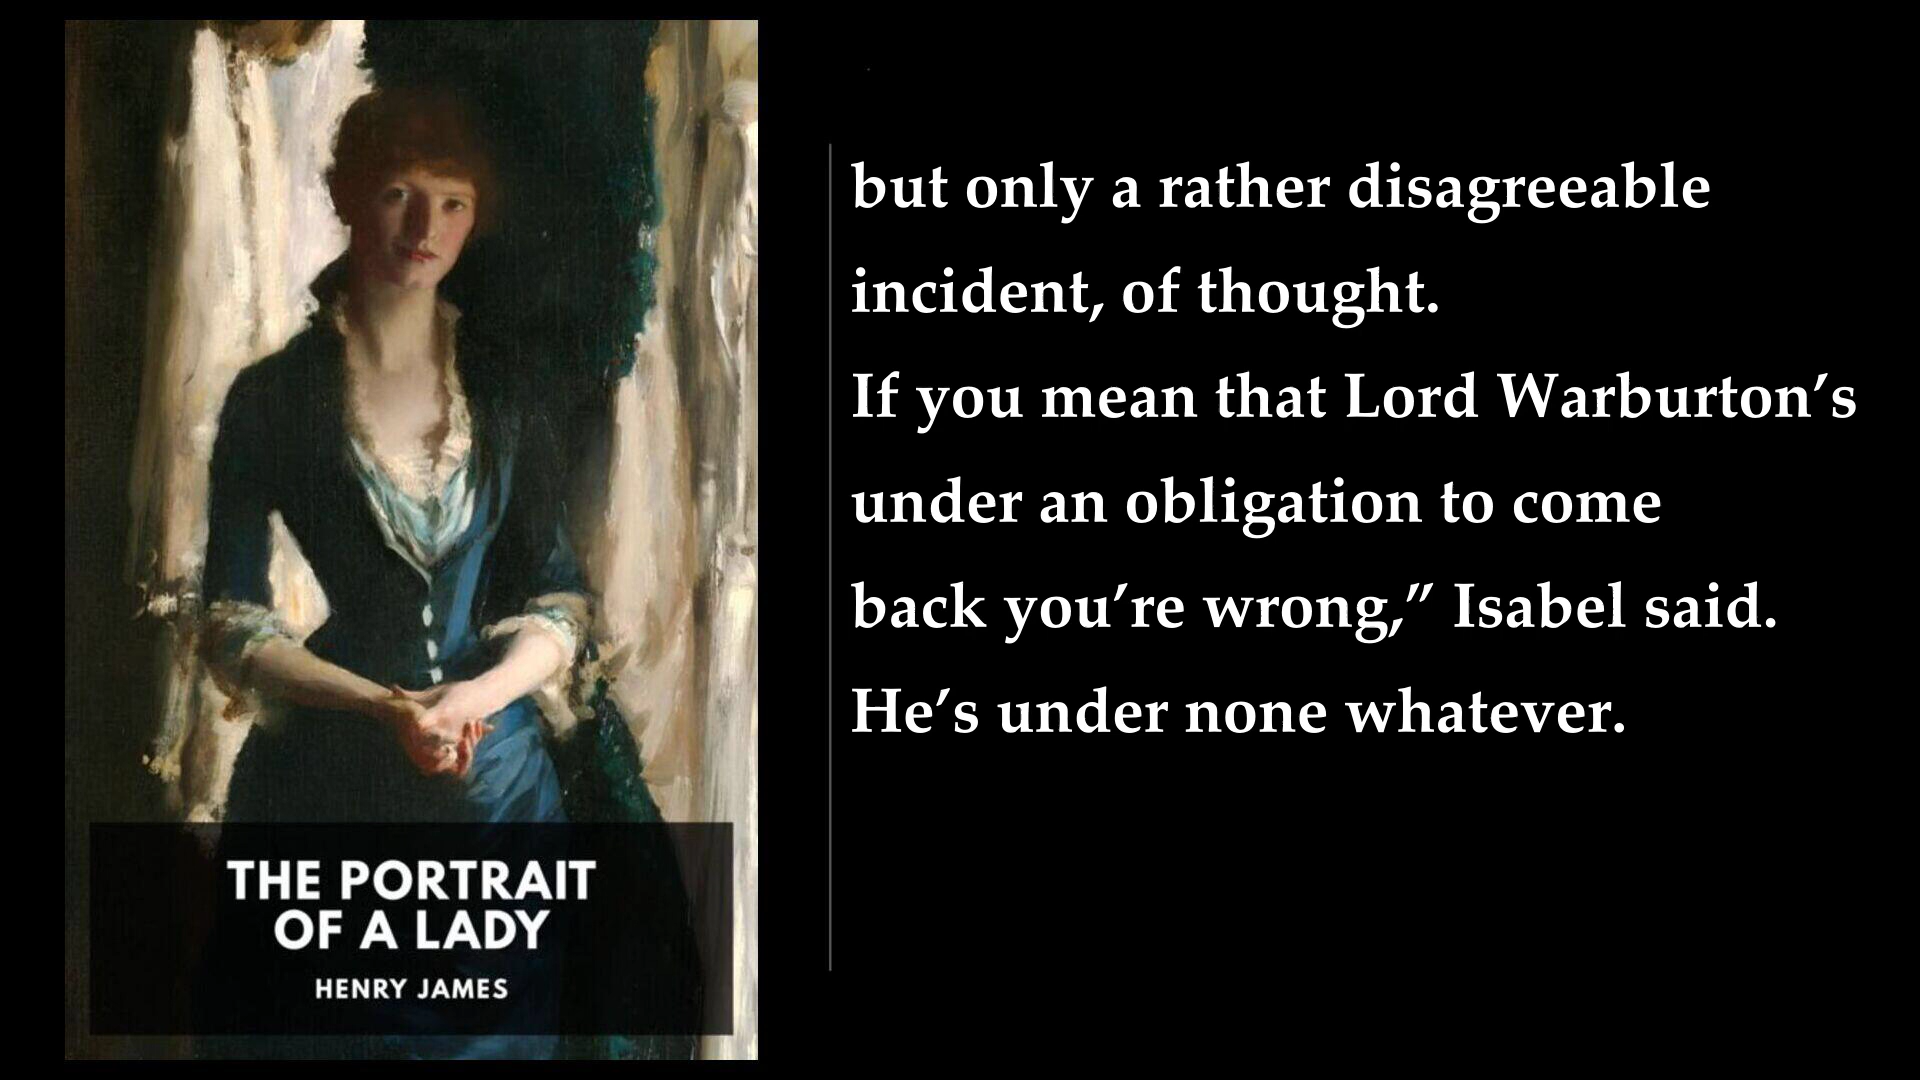 THE PORTRAIT
OF A LADY
HENRY JAMES
but only a rather disagreeable
incident, of thought.
If you mean that Lord Warburton’s
under an obligation to come
back you’re wrong,” Isabel said.
He’s under none whatever.